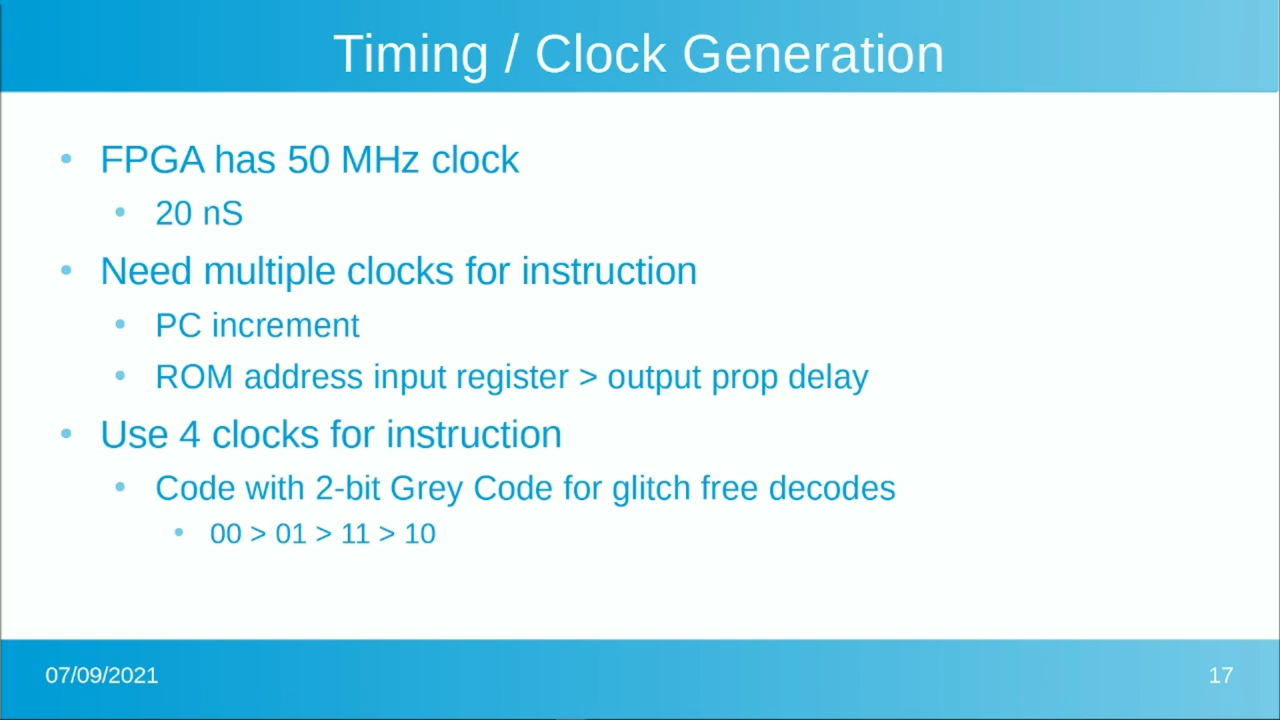 Timing / Clock Generation
• FPGA has 50 MHz clock
• 20 nS
• Need multiple clocks for instruction
• PC increment
• ROM address input register > output prop delay
• Use 4 clocks for instruction
• Code with 2-bit Grey Code for glitch free decodes
• 00 > 01 > 11 > 10
07/09/2021
17